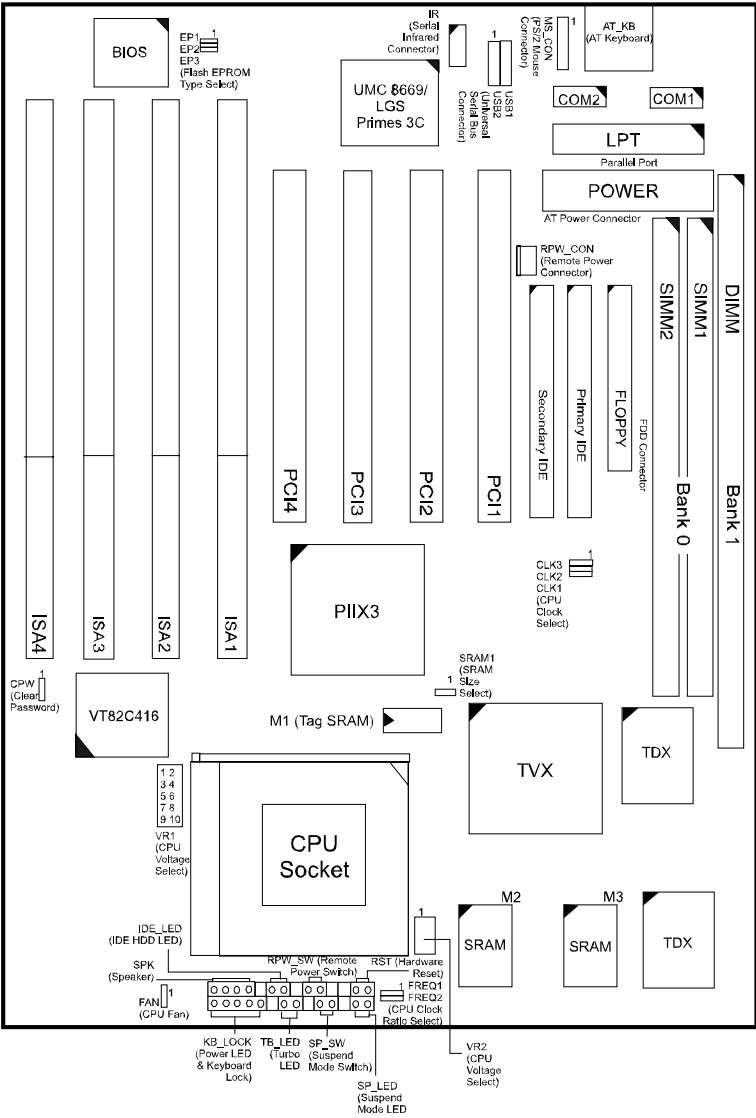 IR
(Serial
Infrared
Connector)
1
USB1
USB2
(Universal
Serial Bus
Connector)
1
MS_CON
(PS/2 Mouse
Connector)
AT_KB
(AT Keyboard)
BIOS
1
EP1
EP2
EP3
(Flash EPROM
Type Select)
UMC 8669/
LGS
Primes 3C
COM2
COM1
LPT
Parallel Port
POWER
AT Power Connector
RPW_CON
(Remote Power
Connector)
SIMM2
SIMM1
DIMM
Secondary IDE
Primary IDE
FLOPPY
FDD Connector
Bank 0
Bank 1
PCI4
PCI3
PCI2
PCI1
ISA4
ISA3
ISA2
ISA1
1
CLK3
CLK2
CLK1
(CPU
Clock
Select)
PIIX3
1
CPW
(Clear
Password)
VT82C416
SRAM1
1 (SRAM
Size
Select)
M1 (Tag SRAM)
TVX
TDX
1 2
3 4
5 6
7 8
9 10
VR1
(CPU
Voltage
Select)
CPU
Socket
M2
SRAM
M3
SRAM
TDX
1
IDE_LED
(IDE HDD LED)
SPK
(Speaker)
RPW_SW (Remote
Power Switch)
RST (Hardware
Reset)
1
FAN
(CPU Fan)
1
FREQ1
FREQ2
(CPU Clock
Ratio Select)
KB_LOCK
(Power LED
& Keyboard
Lock)
TB_LED
(Turbo
LED
SP_SW
(Suspend
Mode Switch)
SP_LED
(Suspend
Mode LED
VR2
(CPU
Voltage
Select)